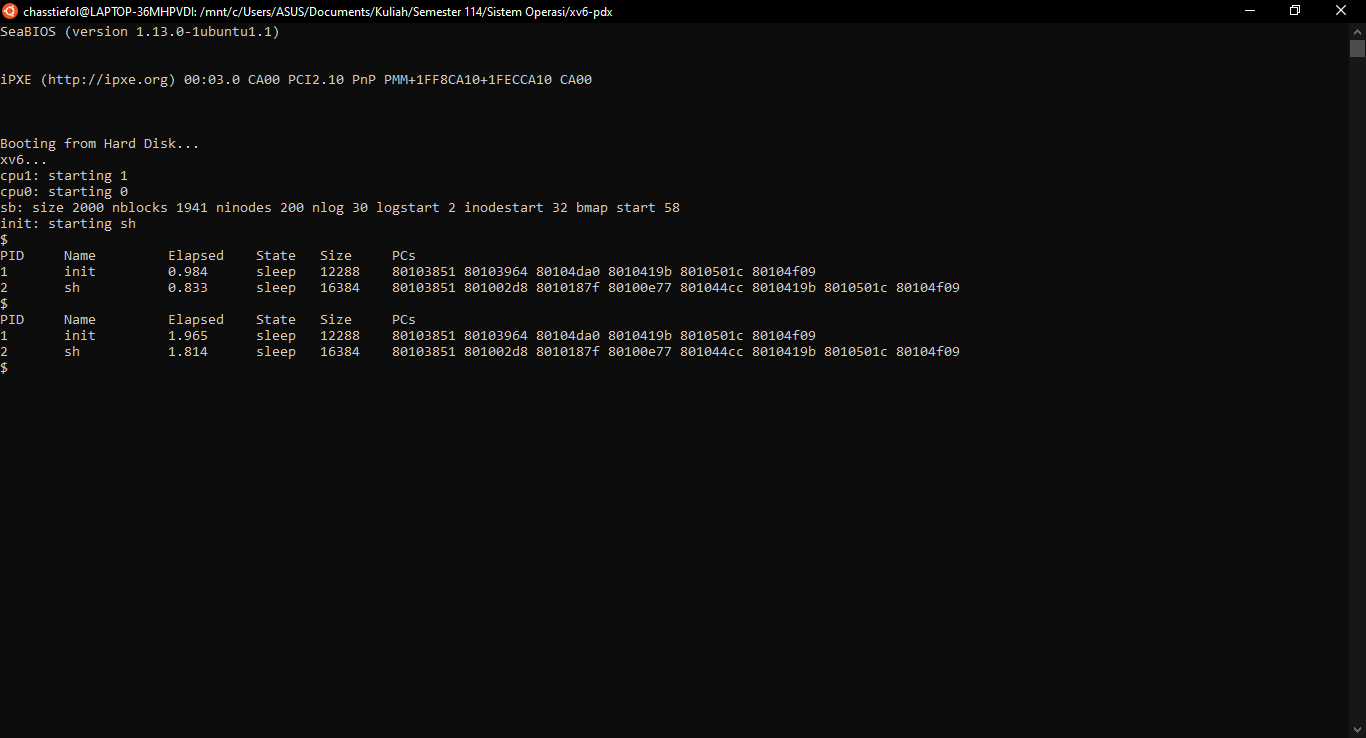 chasstiefol@LAPTOP-36MHPVDI: /mnt/c/Users/ASUS/Documents/Kuliah/Semester 114/Sistem Operasi/xv6-pdx
SeaBIOS (version 1.13.0-1ubuntu1.1)
iPXE (http://ipxe.org) 00:03.0 CA00 PCI2.10 PnP PMM+1FF8CA10+1FECCA10 CA00
Booting from Hard Disk...
xv6...
cpu1: starting 1
cpu0: starting 0
sb: size 2000 nblocks 1941 ninodes 200 nlog 30 logstart 2 inodestart 32 bmap start 58
init: starting sh
$
PID     Name         Elapsed    State   Size     PCs
1       init         0.984      sleep   12288    80103851 80103964 80104da0 8010419b 8010501c 80104f09
2       sh           0.833      sleep   16384    80103851 801002d8 8010187f 80100e77 801044cc 8010419b 8010501c 80104f09
$
PID     Name         Elapsed    State   Size     PCs
1       init         1.965      sleep   12288    80103851 80103964 80104da0 8010419b 8010501c 80104f09
2       sh           1.814      sleep   16384    80103851 801002d8 8010187f 80100e77 801044cc 8010419b 8010501c 80104f09
$